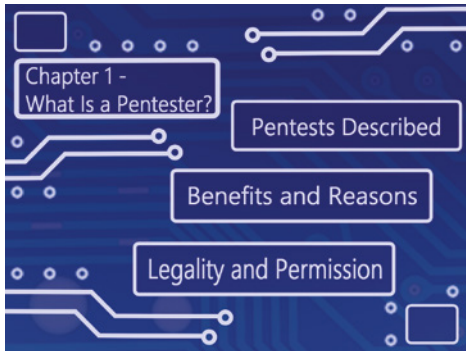 Chapter 1 -
What Is a Pentester?
Pentests Described
Benefits and Reasons
Legality and Permission